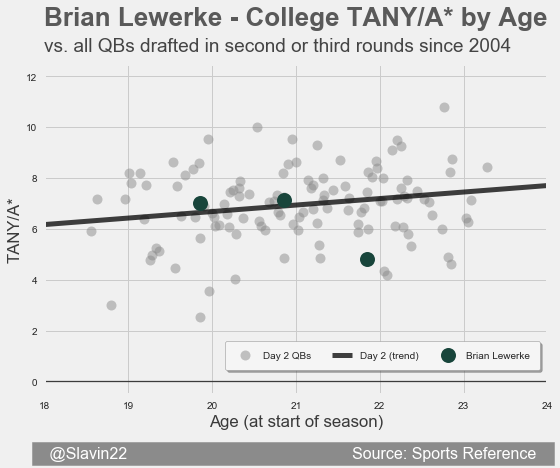 Brian Lewerke - College TANY/A* by Age
vs. all QBs drafted in second or third rounds since 2004
12
10
8
6
4
2
0
TANY/A*
Day 2 QBs
Day 2 (trend)
Brian Lewerke
18 19 20 21 22 23 24
Age (at start of season)
@Slavin22 Source: Sports Reference